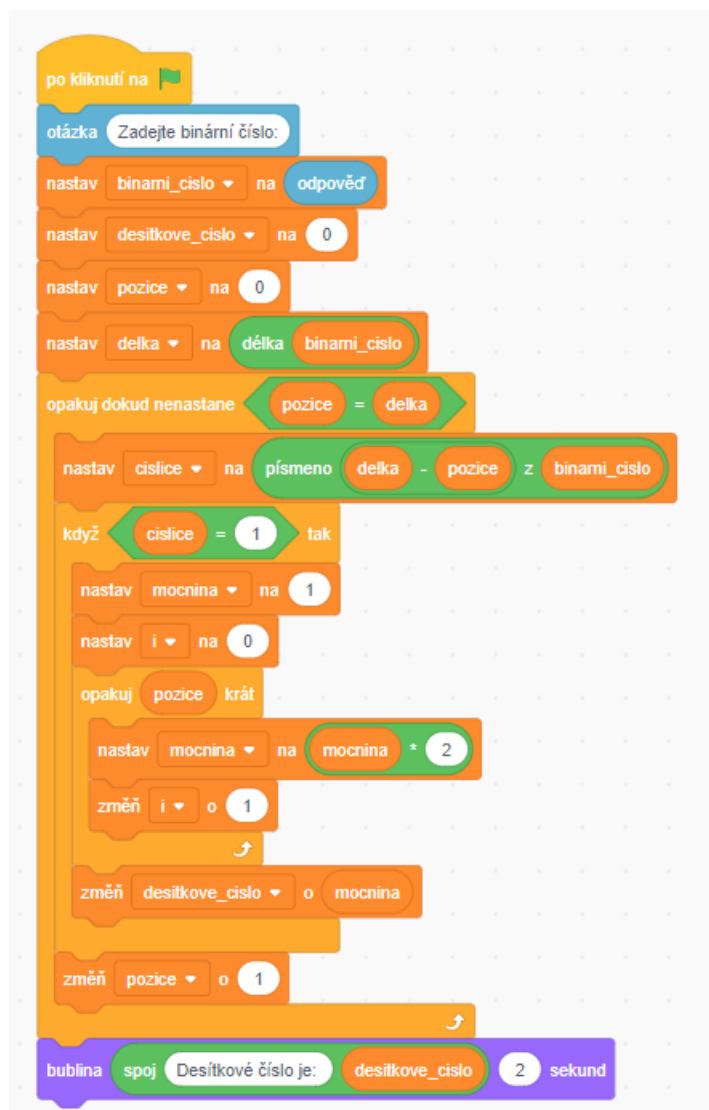 po kliknutí na
otázka Zadejte binární číslo:
nastav binarni_cislo na odpověď
nastav desitkove_cislo na 0
nastav pozice na 0
nastav delka na délka binarni_cislo
opakuj dokud nenastane pozice = delka
nastav cislice na písmeno delka - pozice z binarni_cislo
když cislice = 1 tak
nastav mocnina na 1
nastav i na 0
opakuj pozice krát
nastav mocnina na mocnina * 2
změň i o 1
změň desitkove_cislo o mocnina
změň pozice o 1
bublina spoj Desítkové číslo je: desitkove_cislo 2 sekund